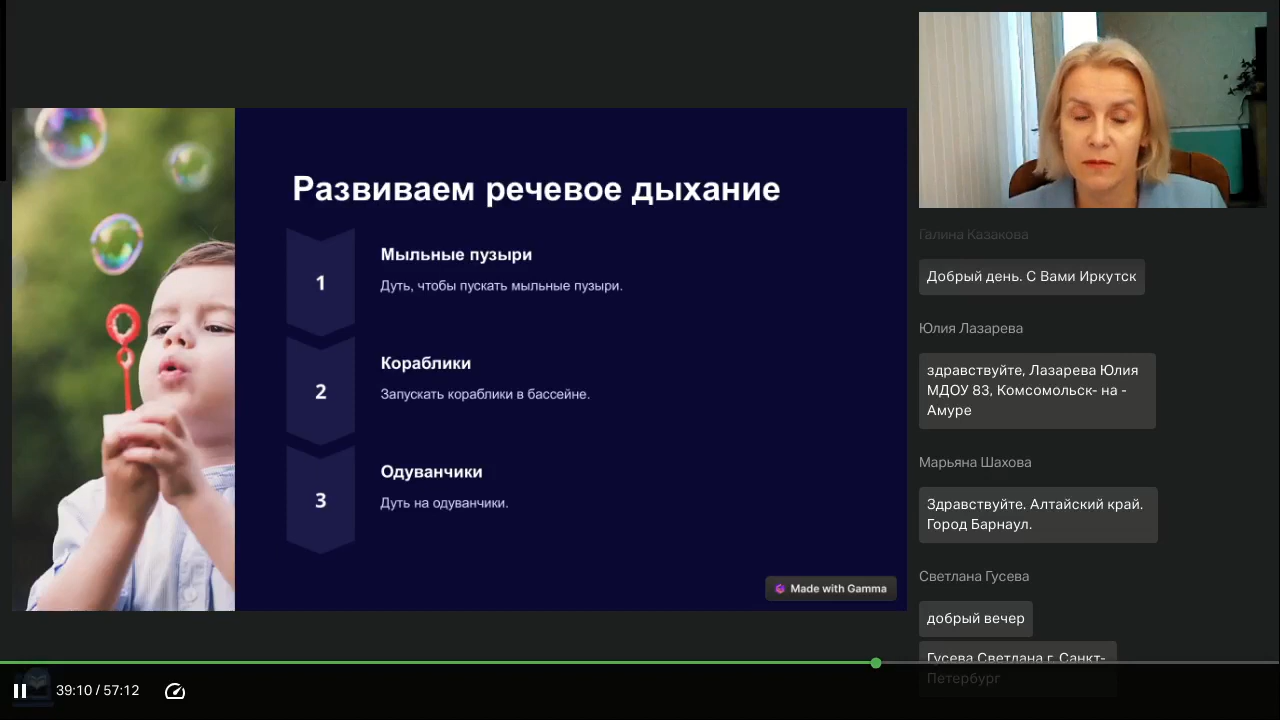 Развиваем речевое дыхание
1
Мыльные пузыри
Дуть, чтобы пускать мыльные пузыри.
2
Кораблики
Запускать кораблики в бассейне.
3
Одуванчики
Дуть на одуванчики.
Made with Gamma
Галина Казакова
Добрый день. С Вами Иркутск
Юлия Лазарева
здравствуйте, Лазарева Юлия
МДОУ 83, Комсомольск- на -
Амуре
Марьяна Шахова
Здравствуйте. Алтайский край.
Город Барнаул.
Светлана Гусева
добрый вечер
Гусева Светлана г. Санкт-
Петербург
39:10 / 57:12